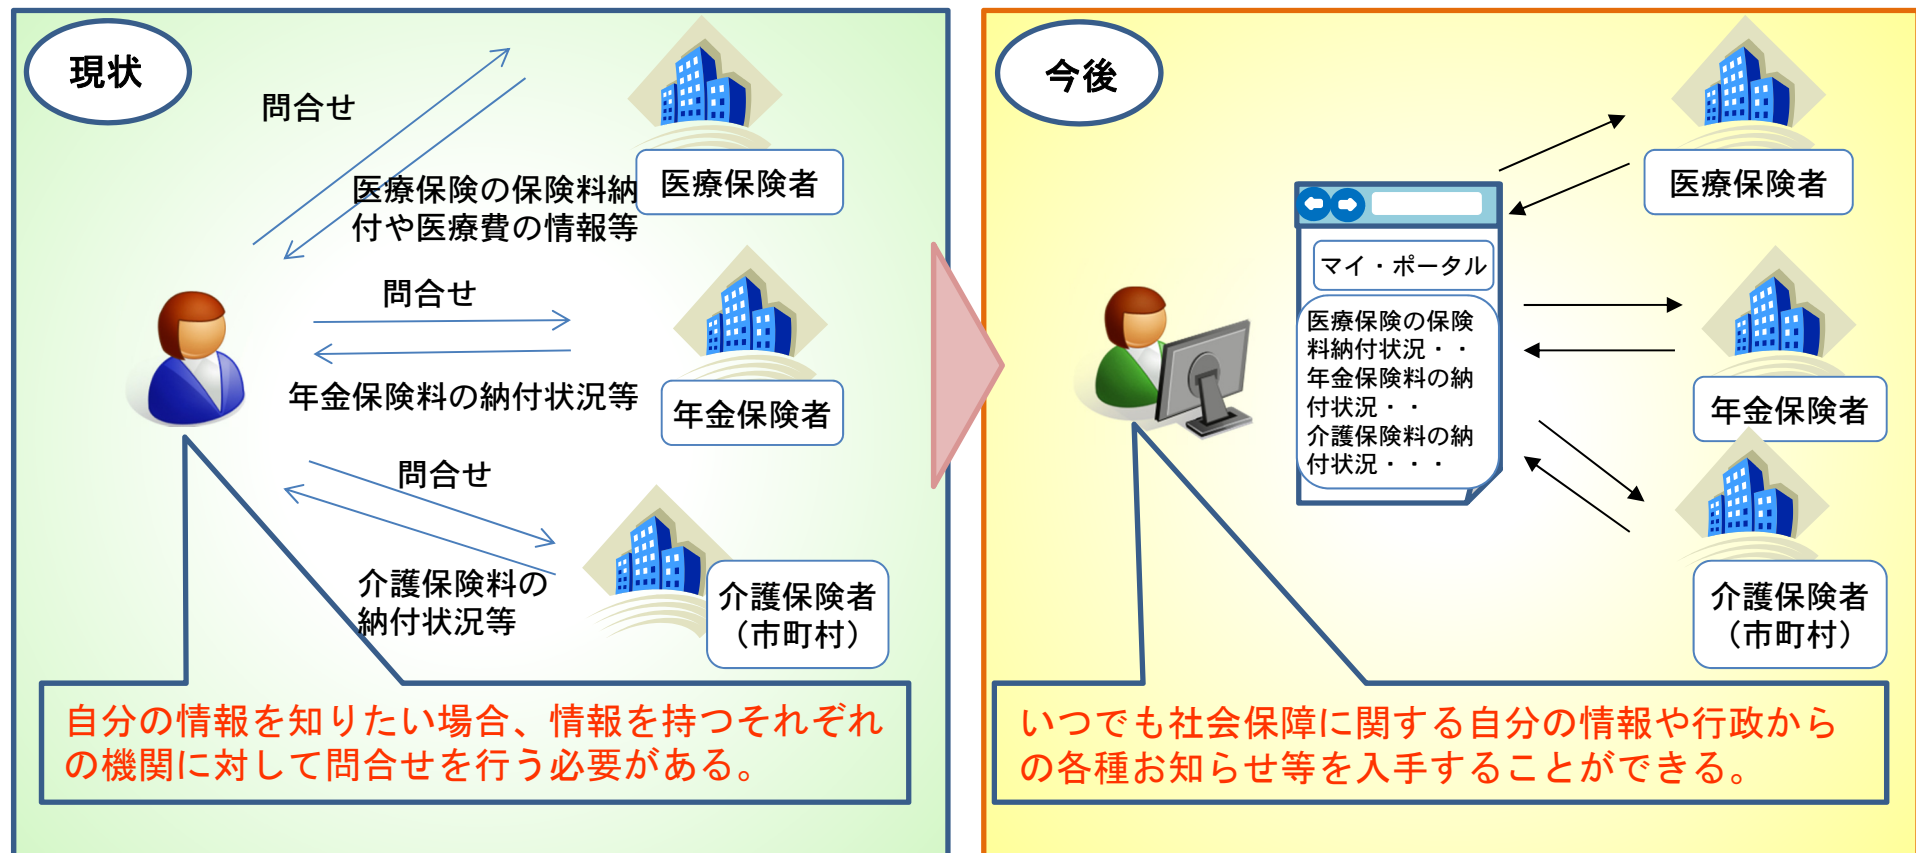 現状
問合せ
医療保険の保険料納
付や医療費の情報等
医療保険者
問合せ
年金保険料の納付状況等
年金保険者
問合せ
介護保険料の
納付状況等
介護保険者
（市町村）
自分の情報を知りたい場合、情報を持つそれぞれ
の機関に対して問合せを行う必要がある。
今後
マイ・ポータル
医療保険の保険
料納付状況・・
年金保険料の納
付状況・・
介護保険料の納
付状況・・・
医療保険者
年金保険者
介護保険者
（市町村）
いつでも社会保障に関する自分の情報や行政から
の各種お知らせ等を入手することができる。